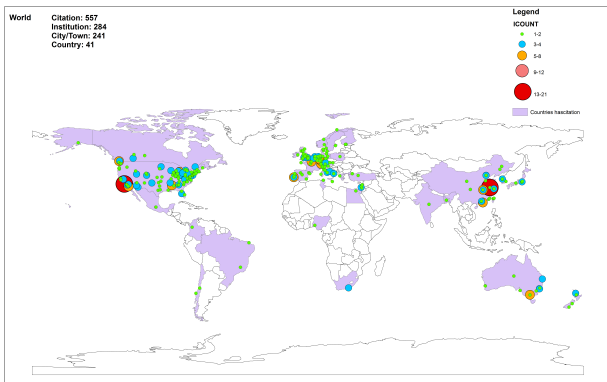 World
Citation: 557
Institution: 284
City/Town: 241
Country: 41
Legend
ICOUNT
1-2
3-4
5-8
9-12
13-21
Countries hascitation